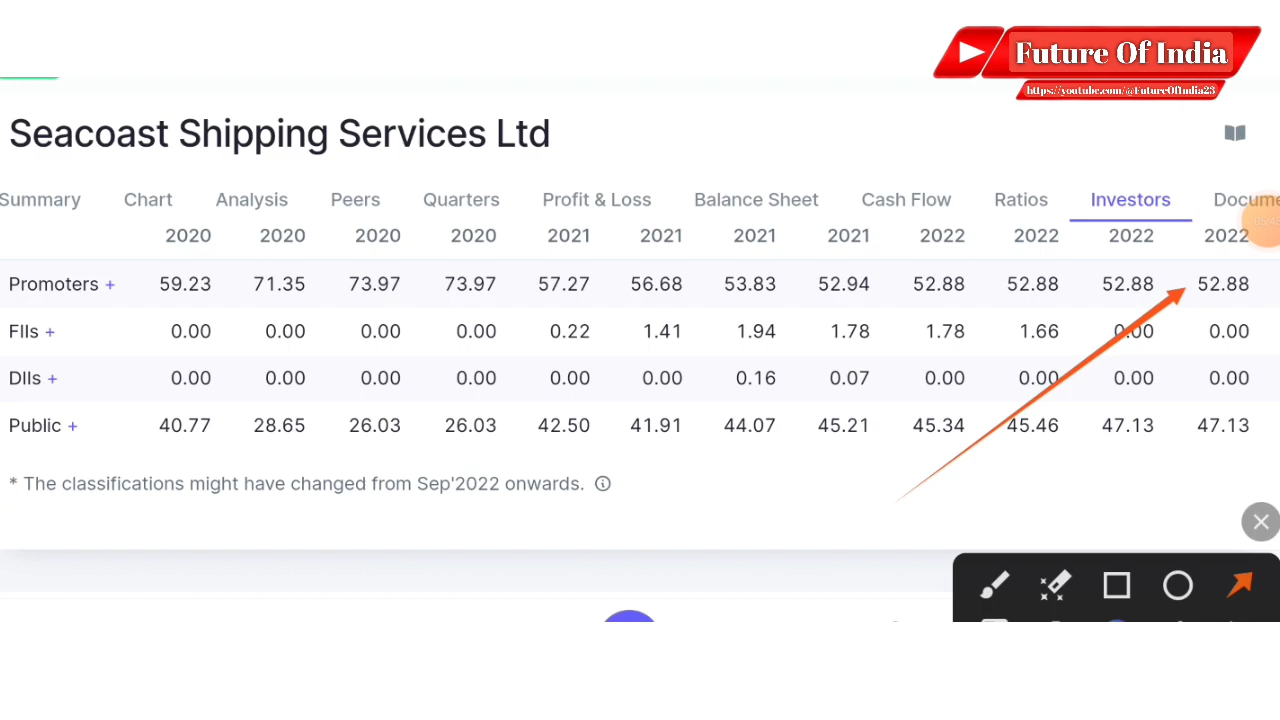 Future Of India
https://youtube.com/@FutureOfIndia23
Seacoast Shipping Services Ltd
Summary Chart Analysis Peers Quarters Profit & Loss Balance Sheet Cash Flow Ratios Investors Docume
2020 2020 2020 2020 2021 2021 2021 2021 2022 2022 2022 2022
Promoters + 59.23 71.35 73.97 73.97 57.27 56.68 53.83 52.94 52.88 52.88 52.88 52.88
FIIs + 0.00 0.00 0.00 0.00 0.22 1.41 1.94 1.78 1.78 1.66 0.00 0.00
DIIs + 0.00 0.00 0.00 0.00 0.00 0.00 0.16 0.07 0.00 0.00 0.00 0.00
Public + 40.77 28.65 26.03 26.03 42.50 41.91 44.07 45.21 45.34 45.46 47.13 47.13
* The classifications might have changed from Sep'2022 onwards.